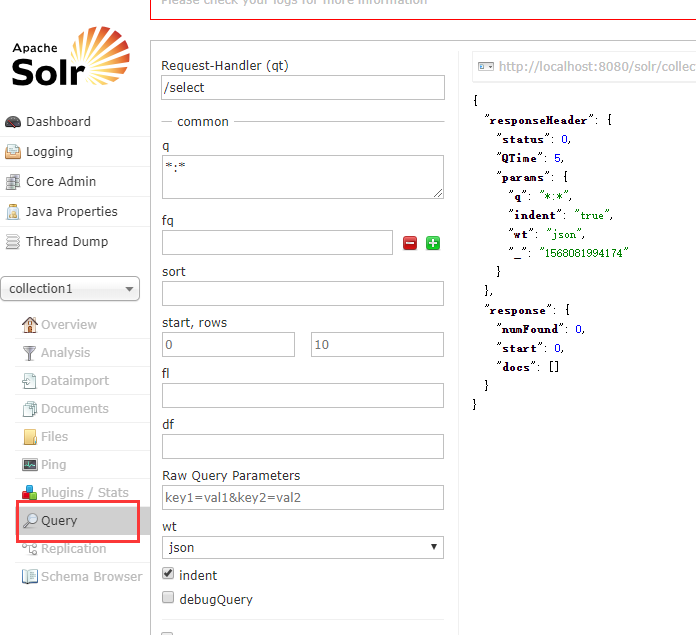 Please check your logs for more information
Apache
Solr
Dashboard
Logging
Core Admin
Java Properties
Thread Dump
collection1
Overview
Analysis
Dataimport
Documents
Files
Ping
Plugins / Stats
Query
Replication
Schema Browser
Request-Handler (qt)
/select
common
q
*:*
fq
sort
start, rows
0
10
fl
df
Raw Query Parameters
key1=val1&key2=val2
wt
json
indent
debugQuery
http://localhost:8080/solr/collec
{
"responseHeader": {
"status": 0,
"QTime": 5,
"params": {
"q": "*:*",
"indent": "true",
"wt": "json",
"_": "1568081994174"
}
},
"response": {
"numFound": 0,
"start": 0,
"docs": []
}
}